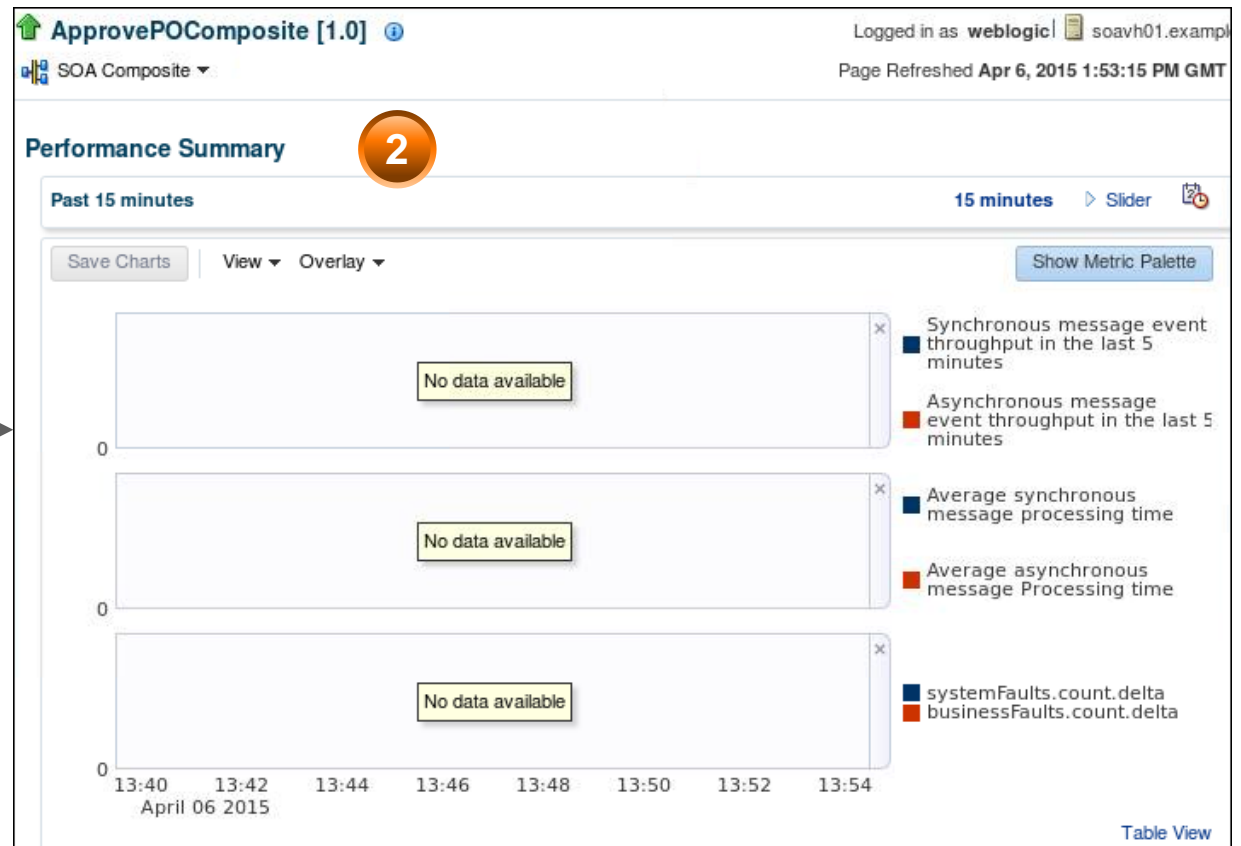 ApprovePOComposite [1.0]
Logged in as weblogic soavh01.exampl
SOA Composite
Page Refreshed Apr 6, 2015 1:53:15 PM GMT
Performance Summary
2
Past 15 minutes
15 minutes Slider
Save Charts View Overlay
Show Metric Palette
No data available
0
Synchronous message event
throughput in the last 5
minutes
Asynchronous message
event throughput in the last 5
minutes
No data available
0
Average synchronous
message processing time
Average asynchronous
message Processing time
No data available
0
systemFaults.count.delta
businessFaults.count.delta
13:40 13:42 13:44 13:46 13:48 13:50 13:52 13:54
April 06 2015
Table View